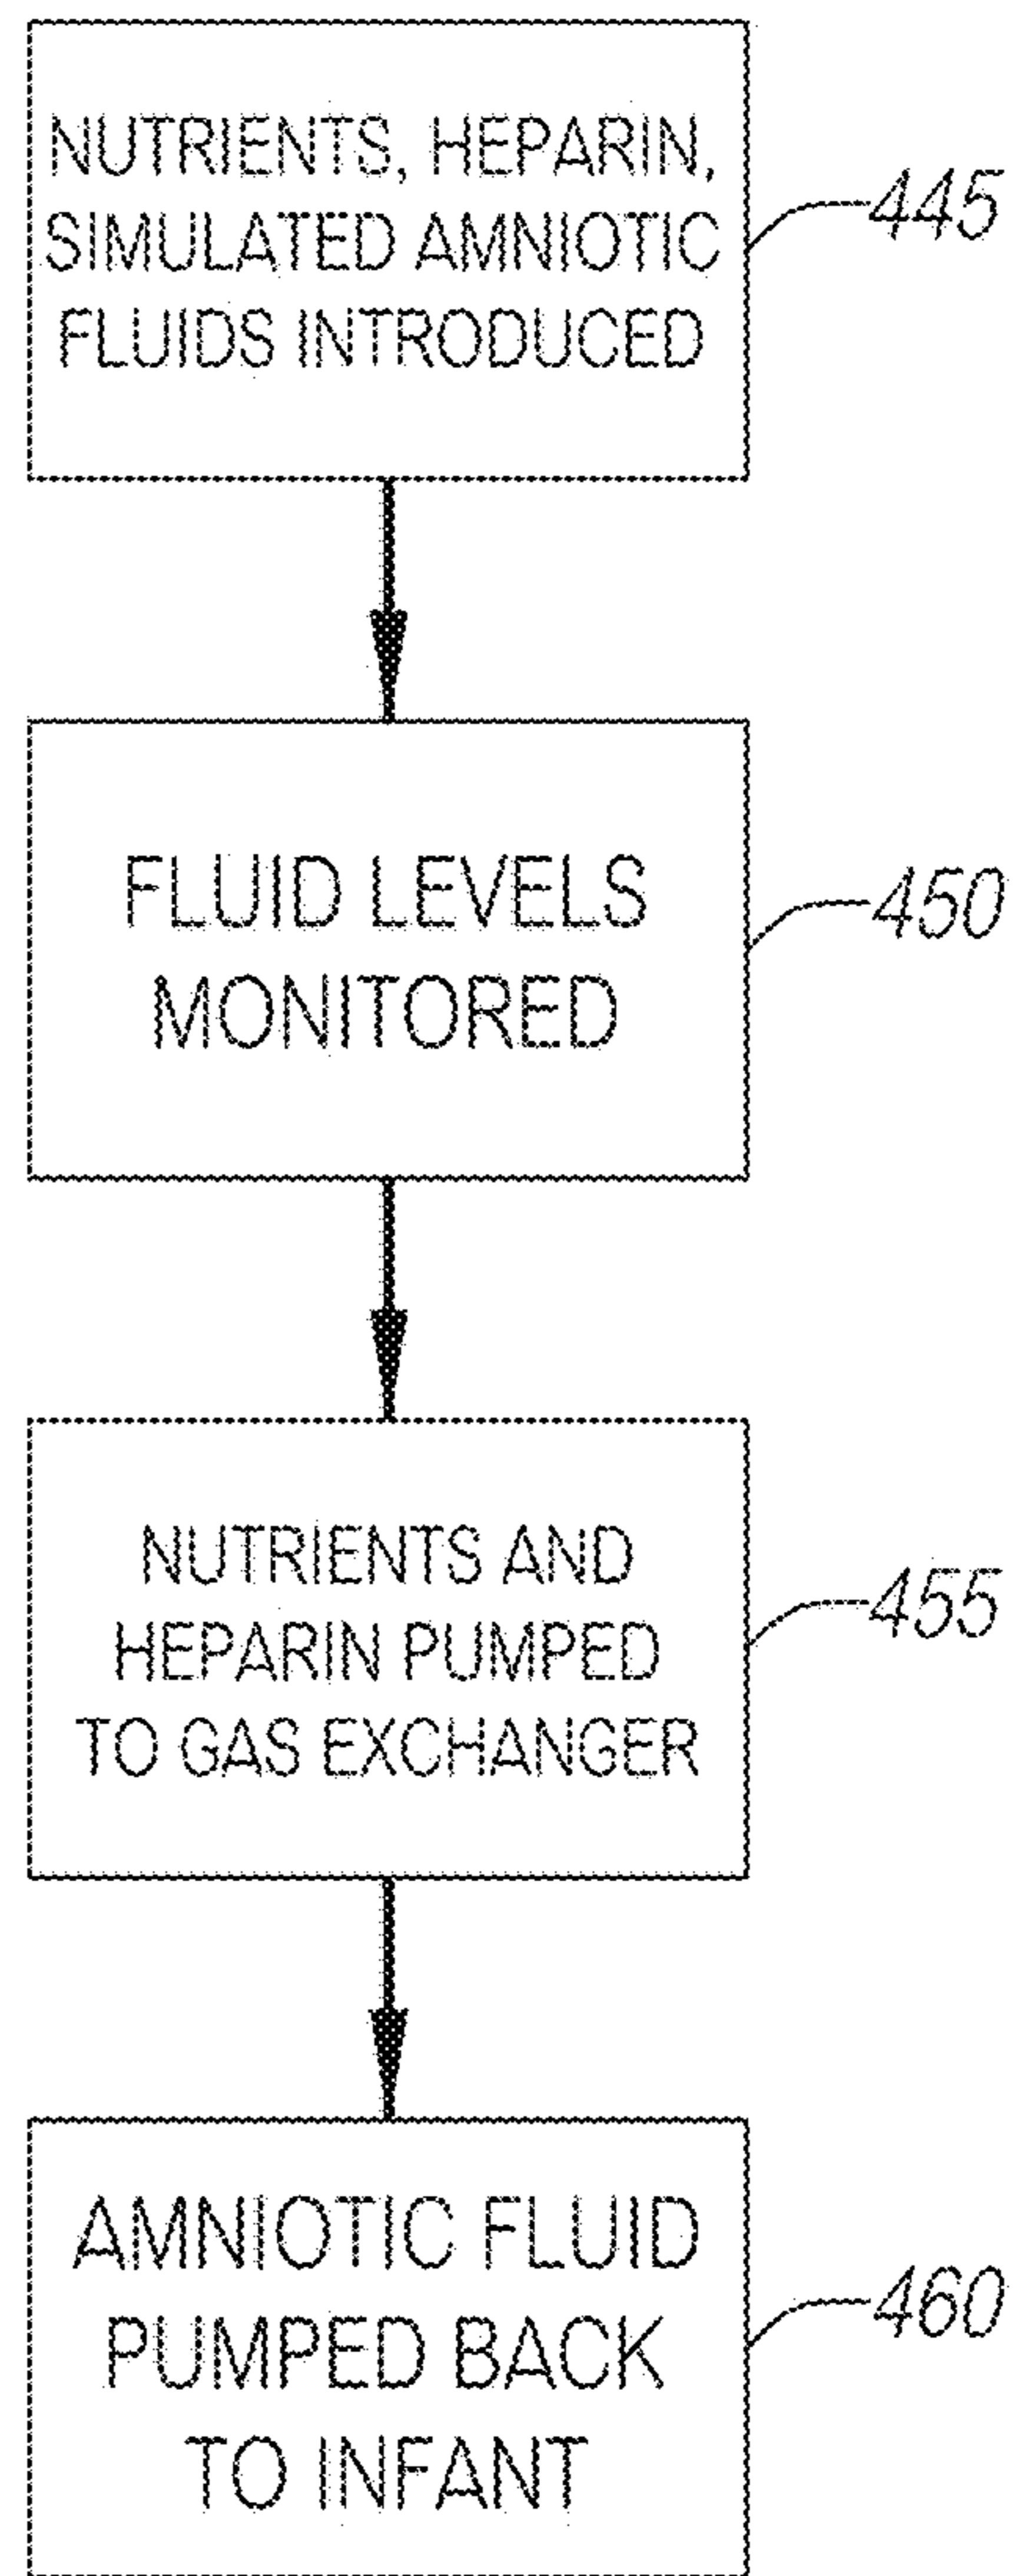 NUTRIENTS, HEPARIN,
SIMULATED AMNIOTIC
FLUIDS INTRODUCED
445
FLUID LEVELS
MONITORED
450
NUTRIENTS AND
HEPARIN PUMPED
TO GAS EXCHANGER
455
AMNIOTIC FLUID
PUMPED BACK
TO INFANT
460